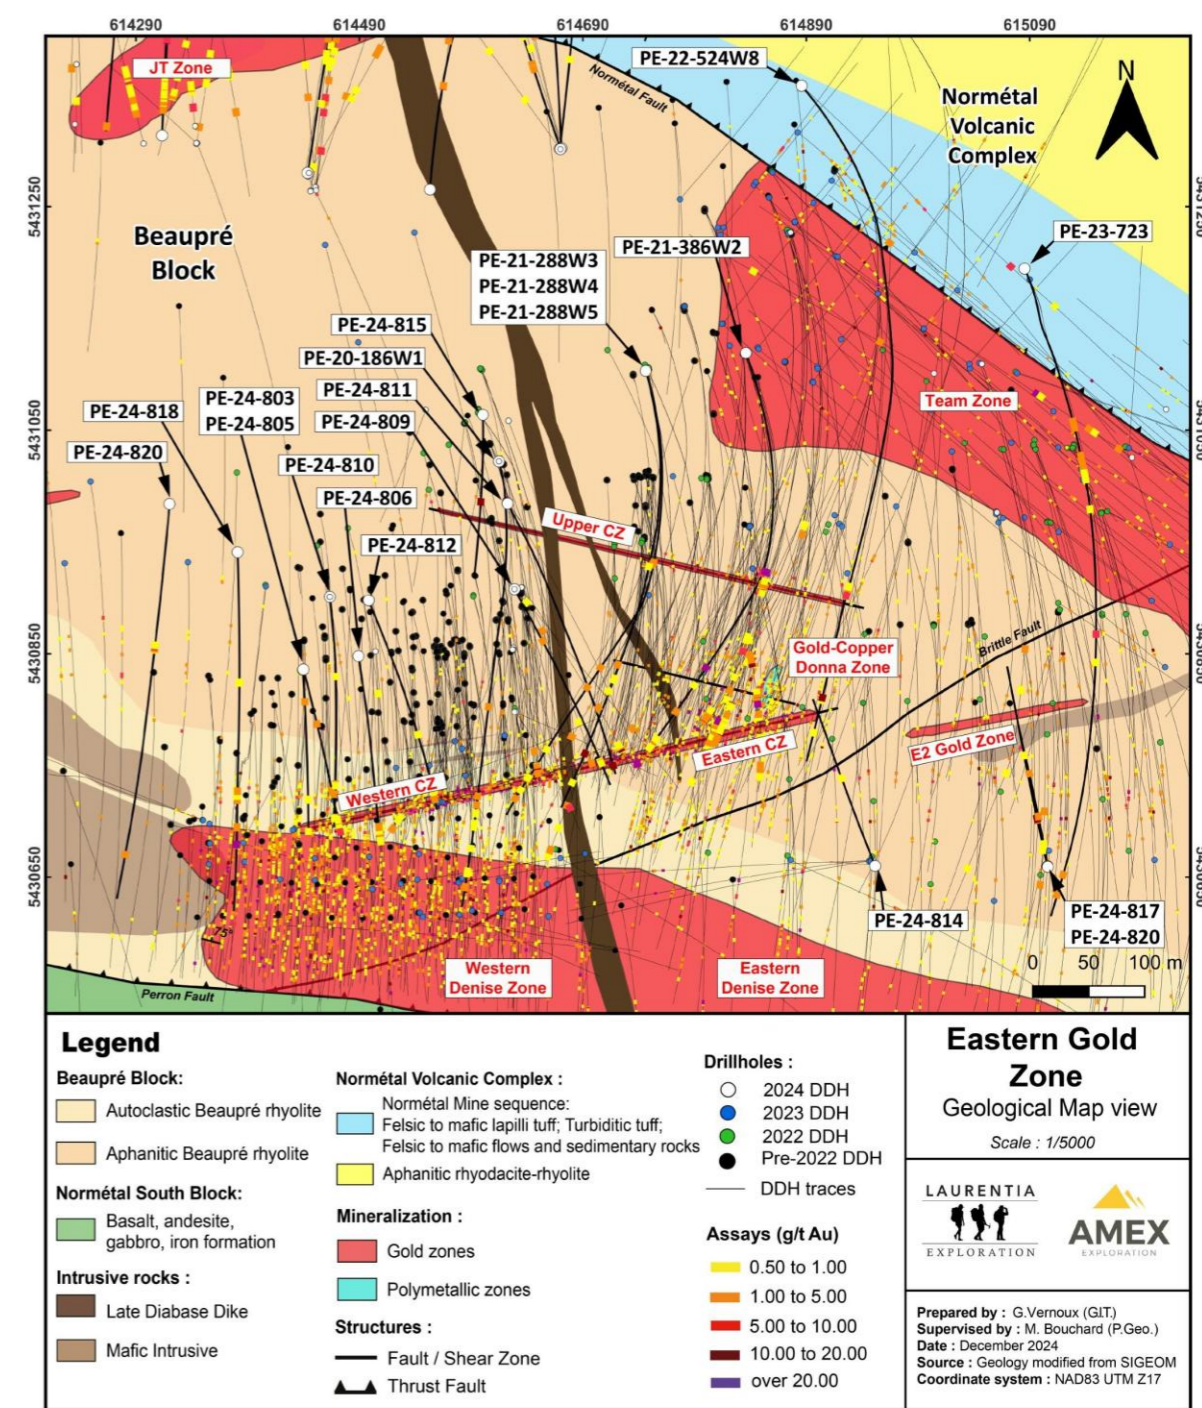 614290
614490
614690
614890
615090
JT Zone
PE-22-524W8
Normétal Fault
Normétal
Volcanic
Complex
N
5431250
5431250
Beaupré
Block
PE-21-288W3
PE-21-288W4
PE-21-288W5
PE-21-386W2
PE-23-723
PE-24-815
PE-20-186W1
PE-24-811
PE-24-809
PE-24-818
PE-24-820
PE-24-803
PE-24-805
PE-24-810
PE-24-806
PE-24-812
Team Zone
5431050
5431050
Upper CZ
Gold-Copper
Donna Zone
Brittle Fault
5430850
5430850
E2 Gold Zone
Eastern CZ
Western CZ
5430650
5430650
PE-24-814
PE-24-817
PE-24-820
75°
Western
Denise Zone
Eastern
Denise Zone
0 50 100 m
Perron Fault
Legend
Beaupré Block:
Autoclastic Beaupré rhyolite
Aphanitic Beaupré rhyolite
Normétal South Block:
Basalt, andesite,
gabbro, iron formation
Intrusive rocks :
Late Diabase Dike
Mafic Intrusive
Normétal Volcanic Complex :
Normétal Mine sequence:
Felsic to mafic lapilli tuff; Turbiditic tuff;
Felsic to mafic flows and sedimentary rocks
Aphanitic rhyodacite-rhyolite
Mineralization :
Gold zones
Polymetallic zones
Structures :
Fault / Shear Zone
Thrust Fault
Drillholes :
2024 DDH
2023 DDH
2022 DDH
Pre-2022 DDH
DDH traces
Assays (g/t Au)
0.50 to 1.00
1.00 to 5.00
5.00 to 10.00
10.00 to 20.00
over 20.00
Eastern Gold
Zone
Geological Map view
Scale : 1/5000
LAURENTIA
EXPLORATION
AMEX
EXPLORATION
Prepared by : G.Vernoux (GIT.)
Supervised by : M. Bouchard (P.Geo.)
Date : December 2024
Source : Geology modified from SIGEOM
Coordinate system : NAD83 UTM Z17